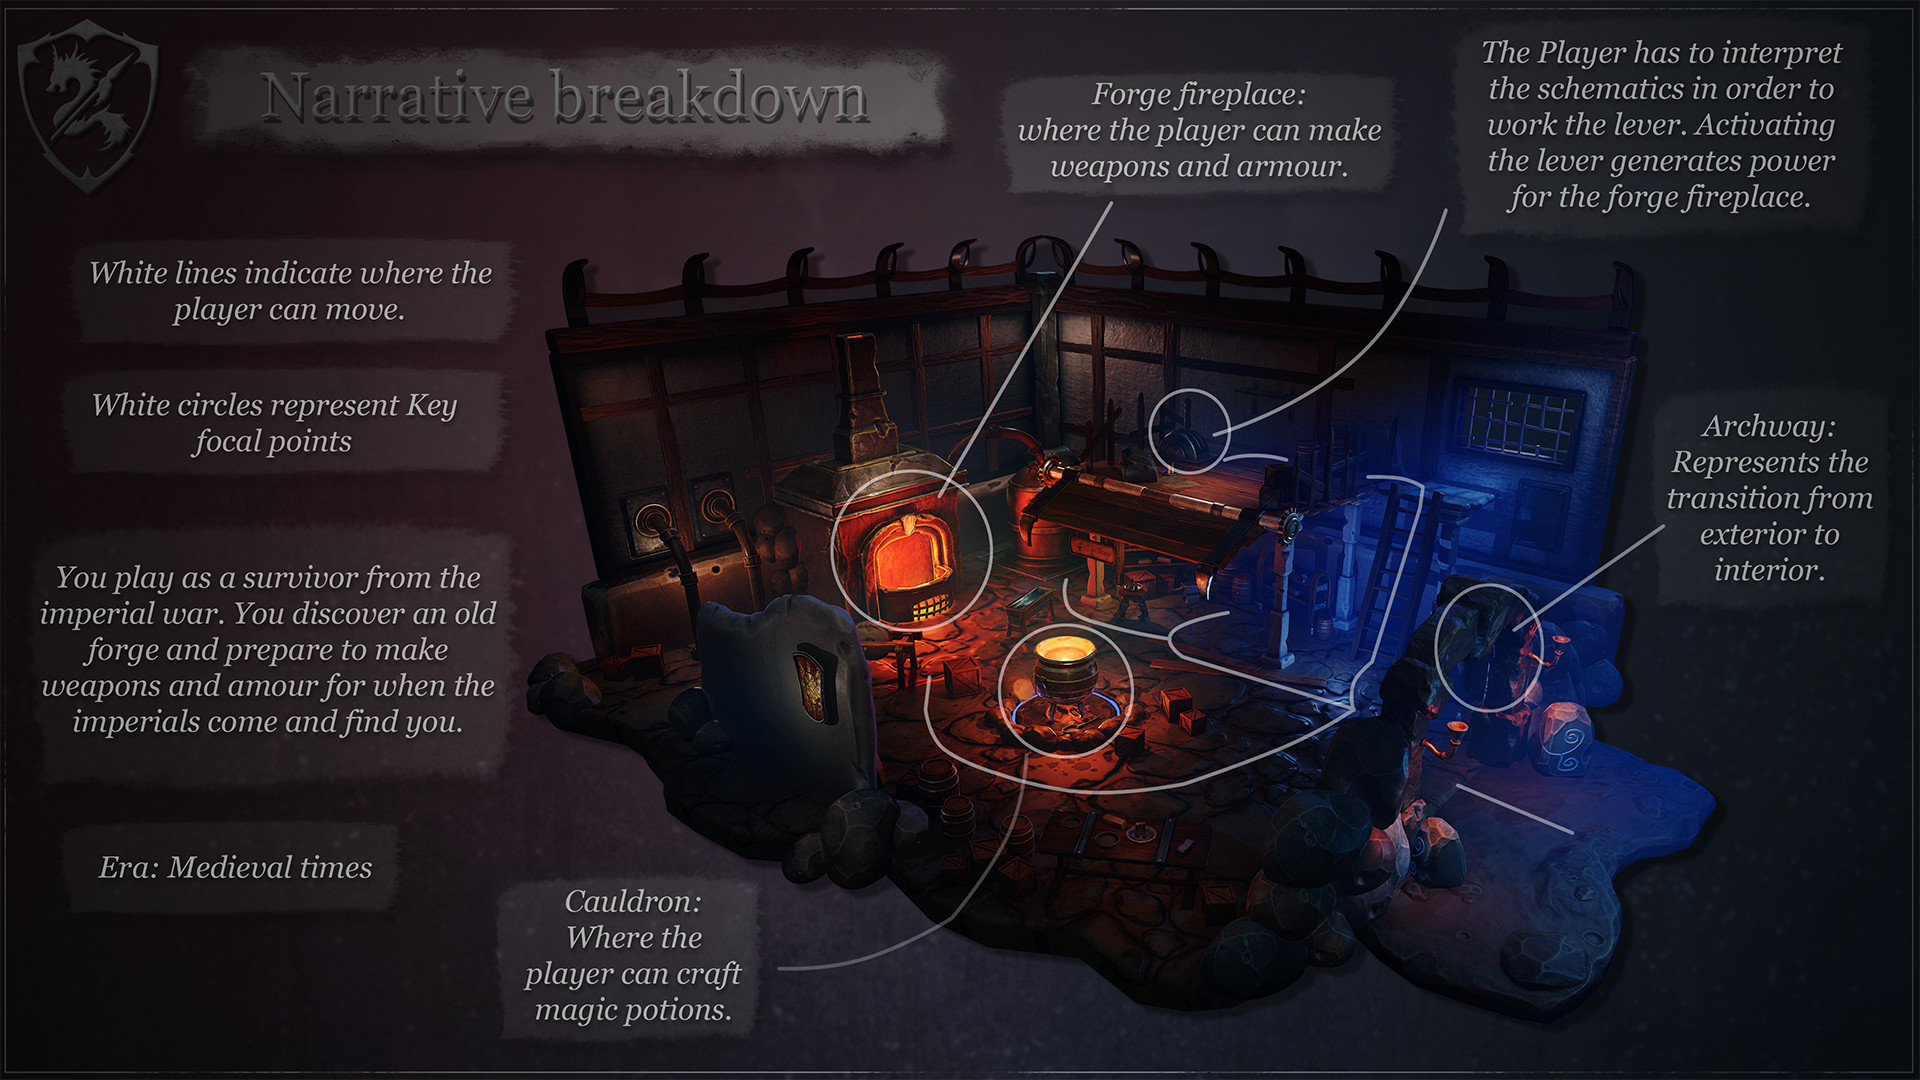 Narrative breakdown
White lines indicate where the
player can move.
White circles represent Key
focal points
You play as a survivor from the
imperial war. You discover an old
forge and prepare to make
weapons and amour for when the
imperials come and find you.
Era: Medieval times
Forge fireplace:
where the player can make
weapons and armour.
The Player has to interpret
the schematics in order to
work the lever. Activating
the lever generates power
for the forge fireplace.
Archway:
Represents the
transition from
exterior to
interior.
Cauldron:
Where the
player can craft
magic potions.